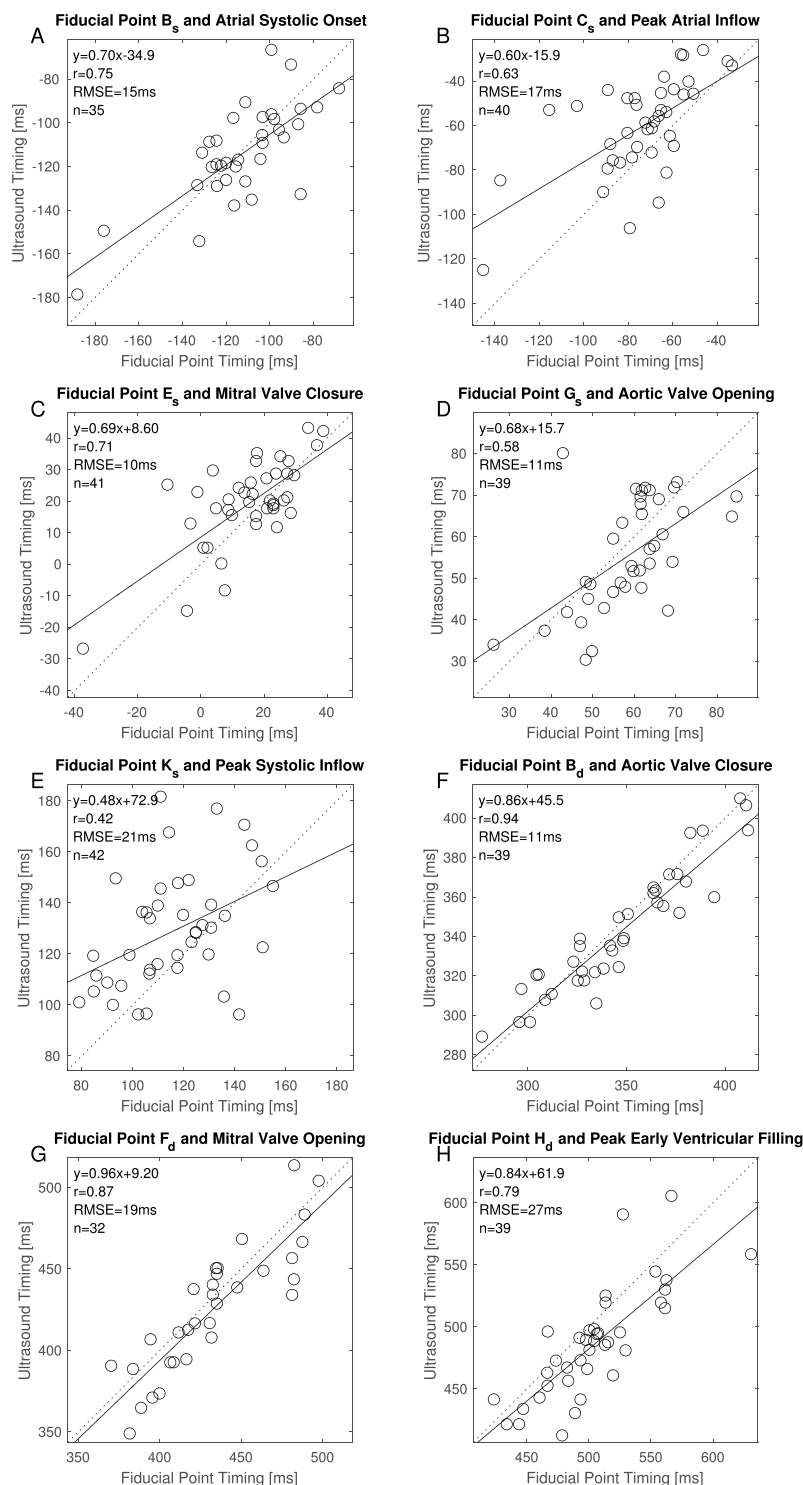 A
Fiducial Point Bs and Atrial Systolic Onset
y=0.70x-34.9
r=0.75
RMSE=15ms
n=35
Ultrasound Timing [ms]
-80
-100
-120
-140
-160
-180
-180 -160 -140 -120 -100 -80
Fiducial Point Timing [ms]
B
Fiducial Point Cs and Peak Atrial Inflow
y=0.60x-15.9
r=0.63
RMSE=17ms
n=40
Ultrasound Timing [ms]
-40
-60
-80
-100
-120
-140
-140 -120 -100 -80 -60 -40
Fiducial Point Timing [ms]
C
Fiducial Point Es and Mitral Valve Closure
y=0.69x+8.60
r=0.71
RMSE=10ms
n=41
Ultrasound Timing [ms]
40
30
20
10
0
-10
-20
-30
-40
-40 -20 0 20 40
Fiducial Point Timing [ms]
D
Fiducial Point Gs and Aortic Valve Opening
y=0.68x+15.7
r=0.58
RMSE=11ms
n=39
Ultrasound Timing [ms]
80
70
60
50
40
30
30 40 50 60 70 80
Fiducial Point Timing [ms]
E
Fiducial Point Ks and Peak Systolic Inflow
y=0.48x+72.9
r=0.42
RMSE=21ms
n=42
Ultrasound Timing [ms]
180
160
140
120
100
80
80 100 120 140 160 180
Fiducial Point Timing [ms]
F
Fiducial Point Bd and Aortic Valve Closure
y=0.86x+45.5
r=0.94
RMSE=11ms
n=39
Ultrasound Timing [ms]
400
380
360
340
320
300
280
300 350 400
Fiducial Point Timing [ms]
G
Fiducial Point Fd and Mitral Valve Opening
y=0.96x+9.20
r=0.87
RMSE=19ms
n=32
Ultrasound Timing [ms]
500
450
400
350
350 400 450 500
Fiducial Point Timing [ms]
H
Fiducial Point Hd and Peak Early Ventricular Filling
y=0.84x+61.9
r=0.79
RMSE=27ms
n=39
Ultrasound Timing [ms]
600
550
500
450
450 500 550 600
Fiducial Point Timing [ms]